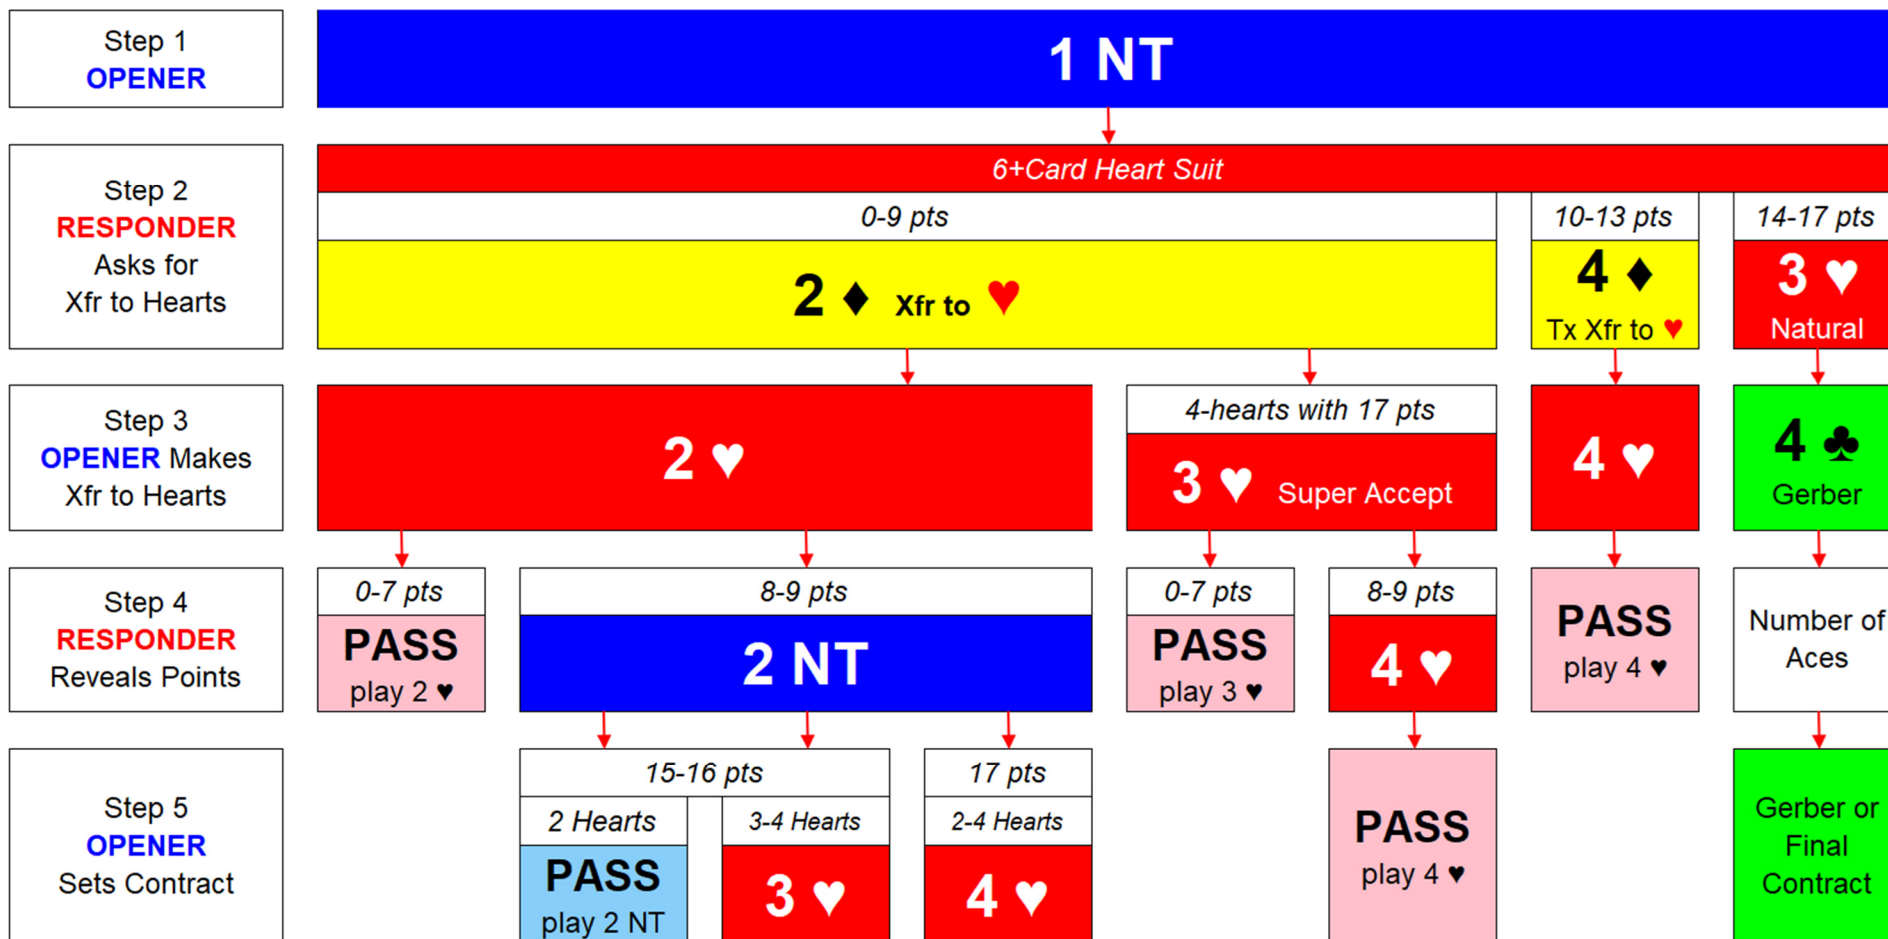 Step 1
OPENER
1 NT
Step 2
RESPONDER
Asks for
Xfr to Hearts
6+Card Heart Suit
0-9 pts
2 ♦ Xfr to ♥
10-13 pts
4 ♦
Tx Xfr to ♥
14-17 pts
3 ♥
Natural
Step 3
OPENER Makes
Xfr to Hearts
2 ♥
4-hearts with 17 pts
3 ♥ Super Accept
4 ♥
4 ♣
Gerber
Step 4
RESPONDER
Reveals Points
0-7 pts
PASS
play 2 ♥
8-9 pts
2 NT
0-7 pts
PASS
play 3 ♥
8-9 pts
4 ♥
PASS
play 4 ♥
Number of
Aces
Step 5
OPENER
Sets Contract
15-16 pts
2 Hearts
PASS
play 2 NT
3-4 Hearts
3 ♥
17 pts
2-4 Hearts
4 ♥
PASS
play 4 ♥
Gerber or
Final
Contract